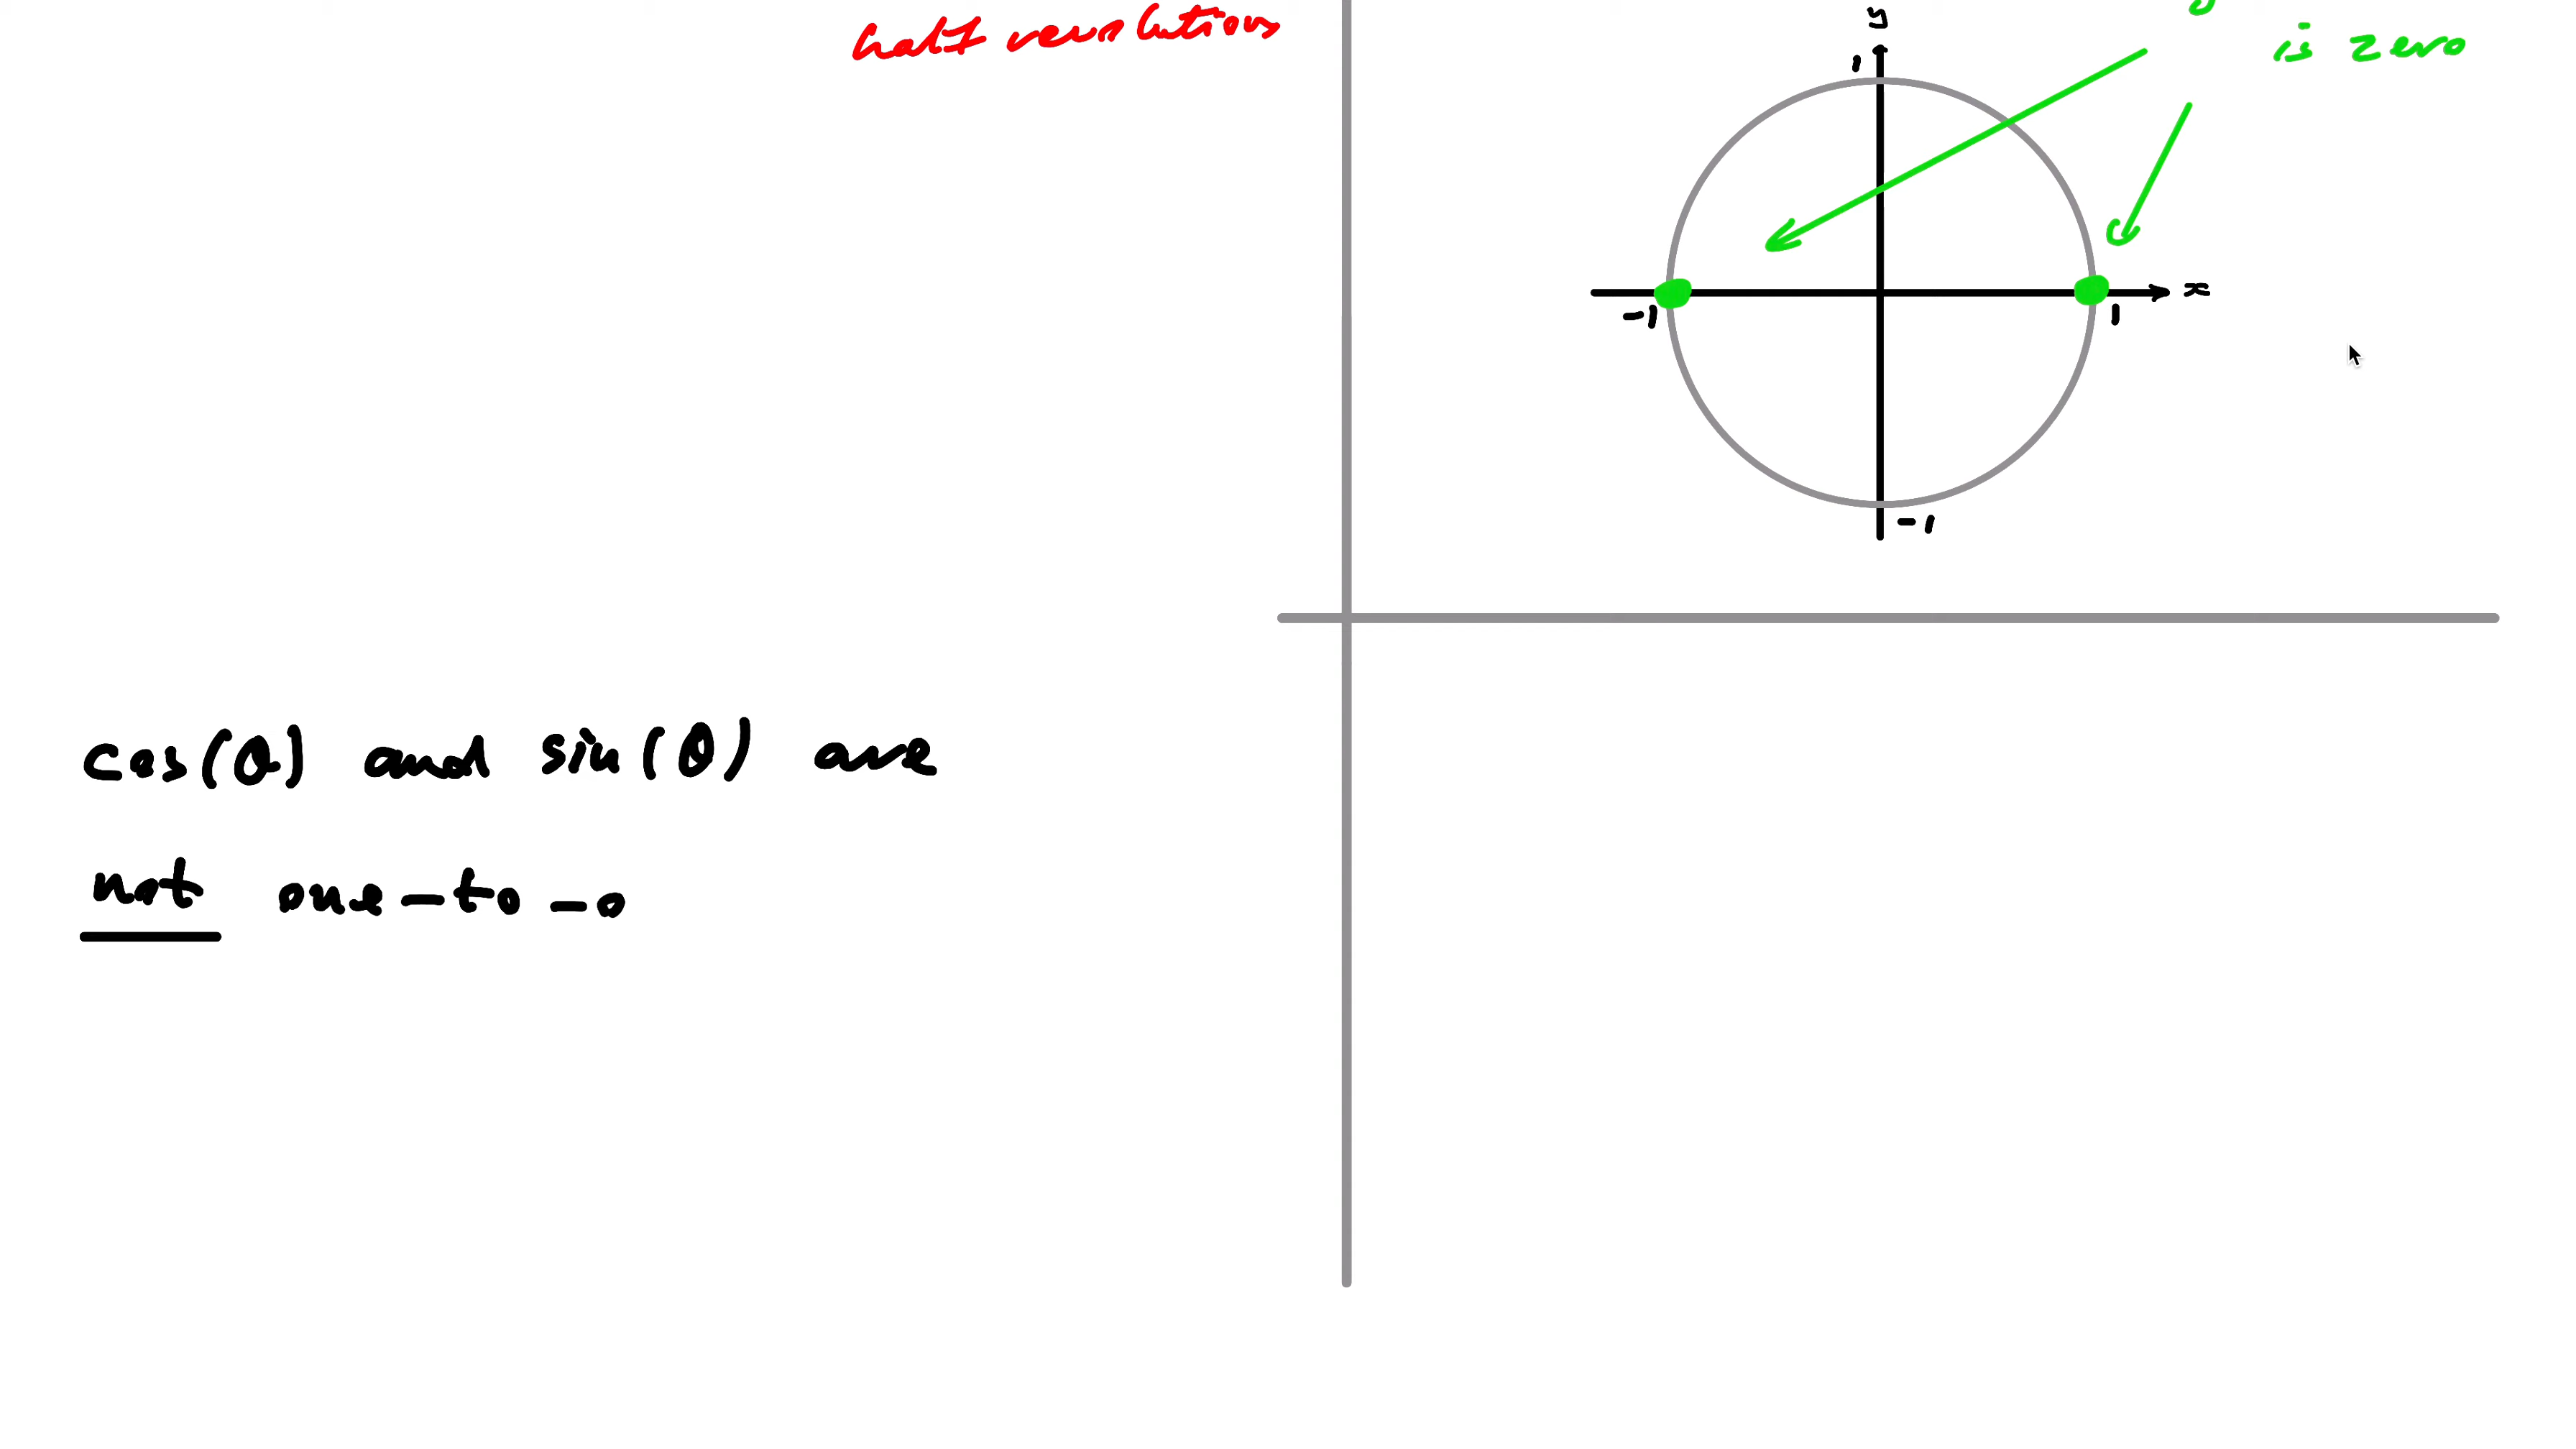 half revolutions
y
is zero
1
x
-1
1
-1
cos(θ) and sin(θ) are
not one-to-o